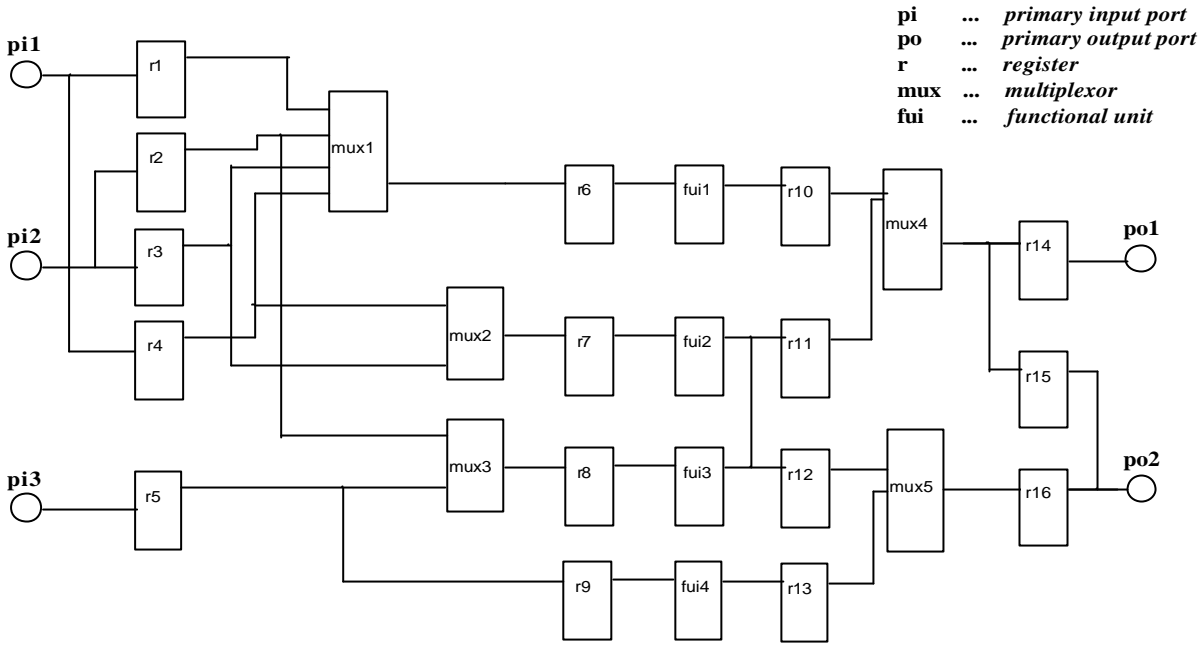 pi ... primary input port
po ... primary output port
r ... register
mux ... multiplexor
fui ... functional unit
pi1
r1
r2
mux1
pi2
r3
r4
mux2
mux3
pi3
r5
r6
fui1
r10
mux4
r7
fui2
r11
r8
fui3
r12
mux5
r9
fui4
r13
r14
po1
r15
r16
po2